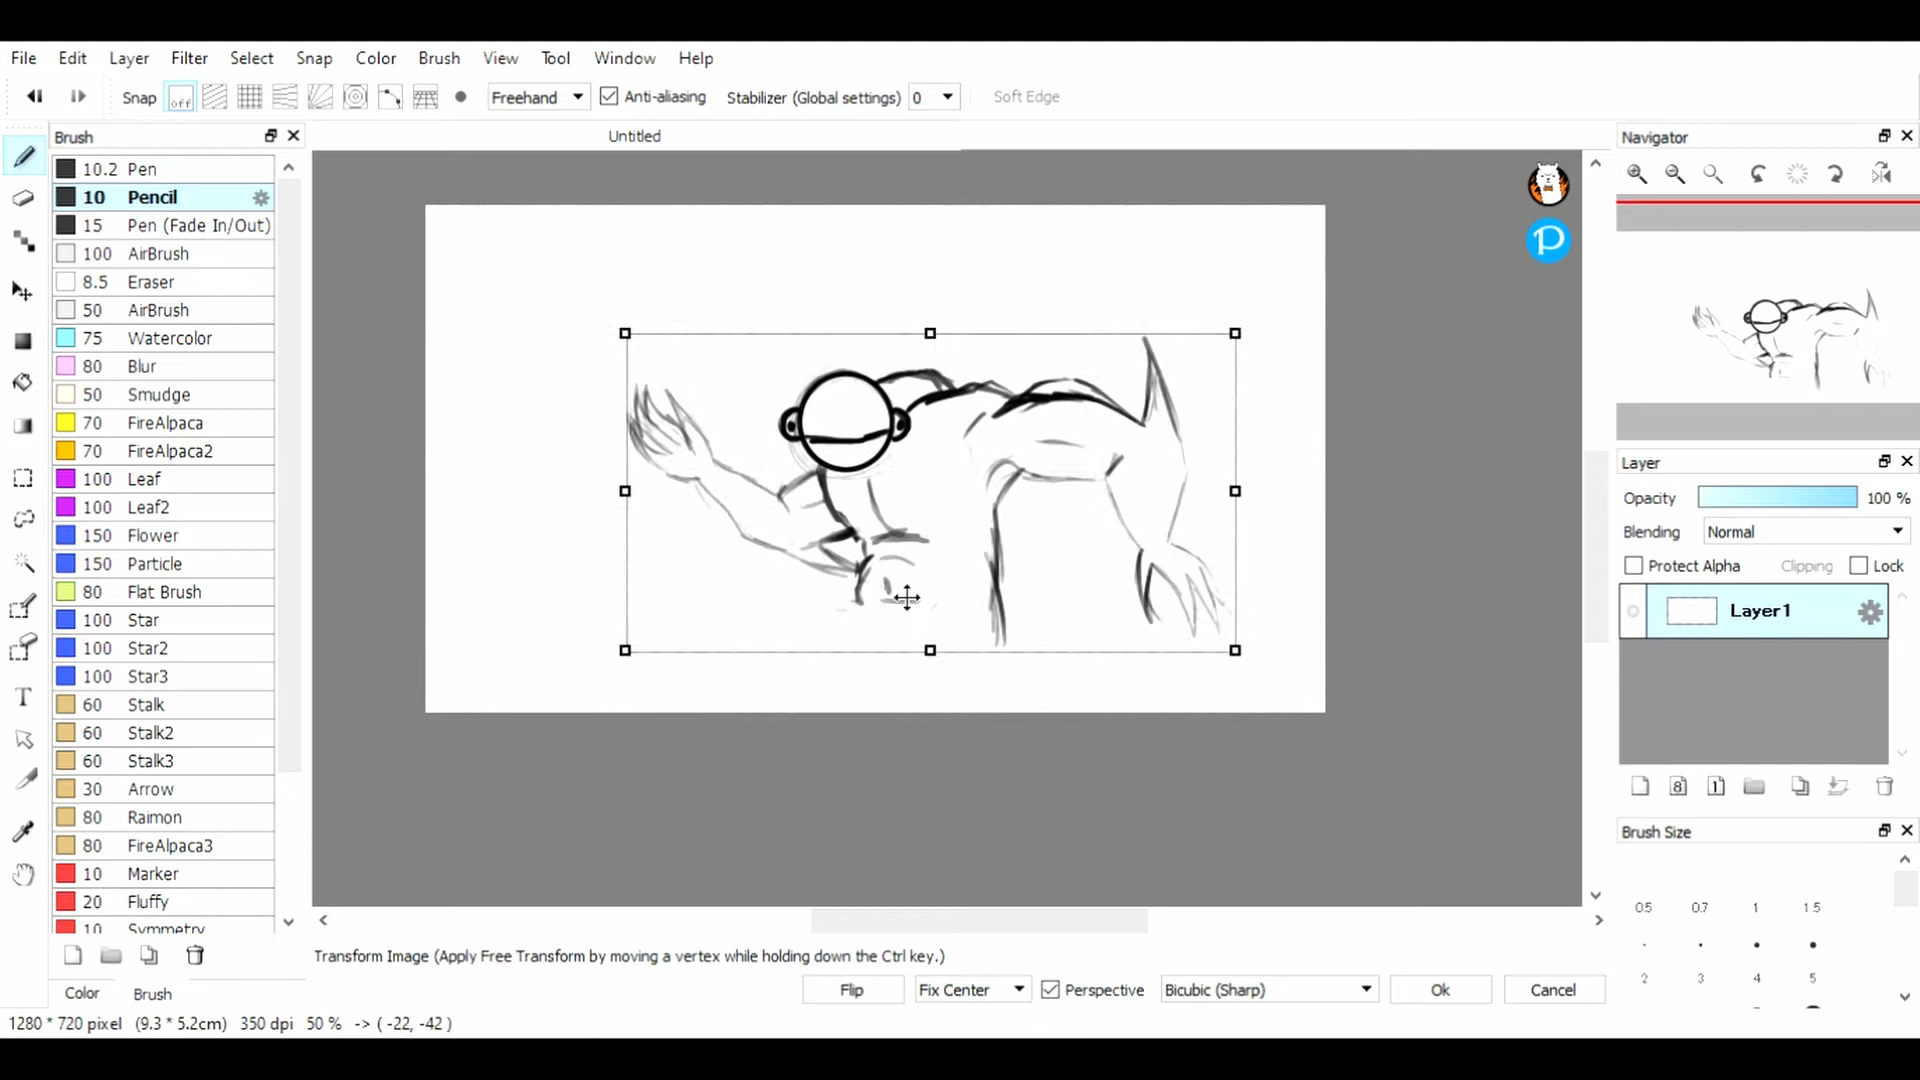 File Edit Layer Filter Select Snap Color Brush View Tool Window Help
Snap off Freehand Anti-aliasing Stabilizer (Global settings) 0 Soft Edge
Brush
Untitled
Navigator
10.2 Pen
10 Pencil
15 Pen (Fade In/Out)
100 AirBrush
8.5 Eraser
50 AirBrush
75 Watercolor
80 Blur
50 Smudge
70 FireAlpaca
70 FireAlpaca2
100 Leaf
100 Leaf2
150 Flower
150 Particle
80 Flat Brush
100 Star
100 Star2
100 Star3
60 Stalk
60 Stalk2
60 Stalk3
30 Arrow
80 Raimon
80 FireAlpaca3
10 Marker
20 Fluffy
10 Symmetry
Color Brush
P
Layer
Opacity 100 %
Blending Normal
Protect Alpha Clipping Lock
Layer1
8 1
Brush Size
0.5 0.7 1 1.5
2 3 4 5
Transform Image (Apply Free Transform by moving a vertex while holding down the Ctrl key.)
Flip Fix Center Perspective Bicubic (Sharp) Ok Cancel
1280 * 720 pixel (9.3 * 5.2cm) 350 dpi 50 % -> ( -22, -42 )